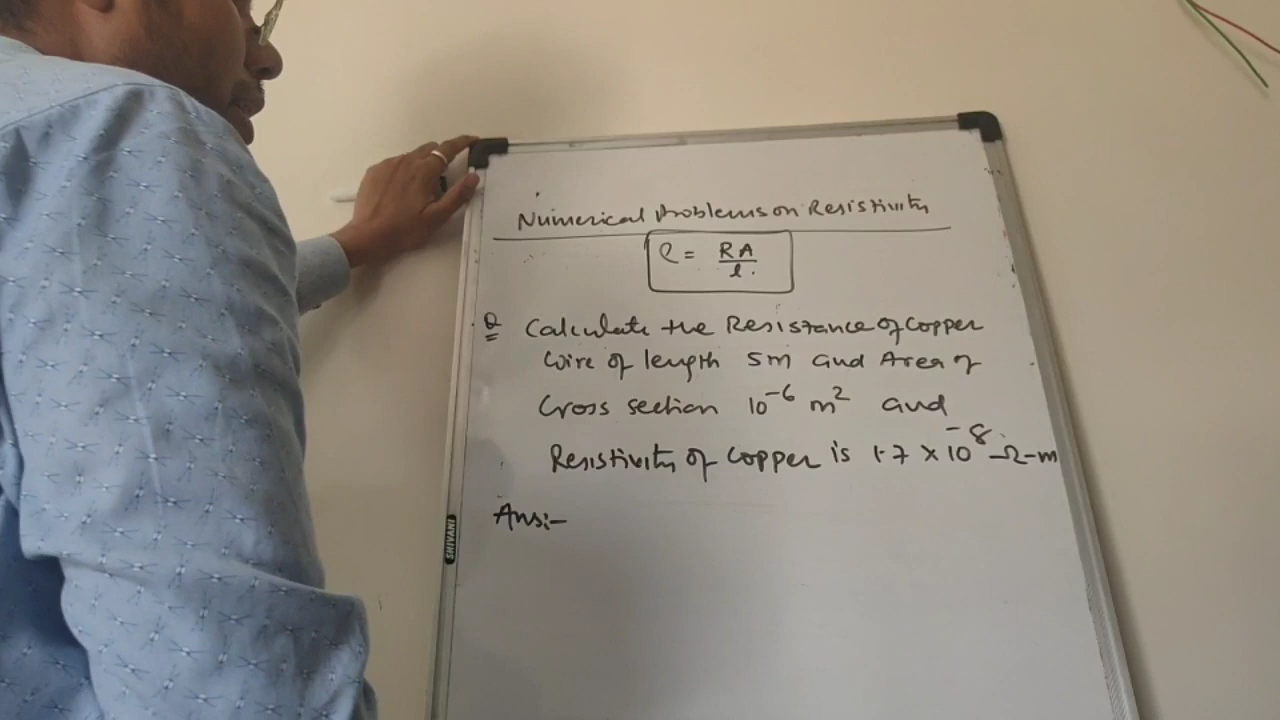 Numerical Problems on Resistivity
ρ = RA/l.
Q Calculate the Resistance of Copper
wire of length 5m and Area of
Cross section 10⁻⁶ m² and
Resistivity of Copper is 1.7 × 10⁻⁸ Ω-m
Ans:-
SHIVANI